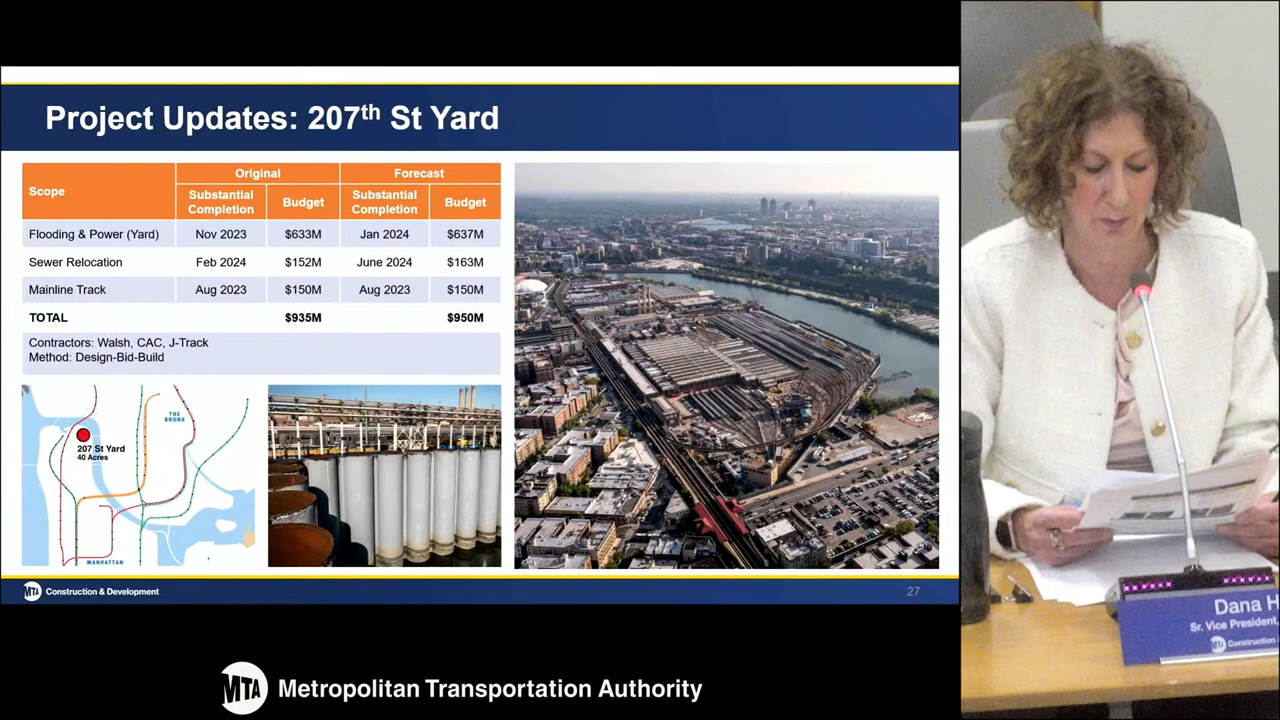 Project Updates: 207th St Yard
Scope
Original
Forecast
Substantial Completion
Budget
Substantial Completion
Budget
Flooding & Power (Yard) Nov 2023 $633M Jan 2024 $637M
Sewer Relocation Feb 2024 $152M June 2024 $163M
Mainline Track Aug 2023 $150M Aug 2023 $150M
TOTAL $935M $950M
Contractors: Walsh, CAC, J-Track
Method: Design-Bid-Build
THE
BRONX
207 St Yard
40 Acres
MANHATTAN
MTA Construction & Development
27
Dana H
Sr. Vice President,
MTA Metropolitan Transportation Authority